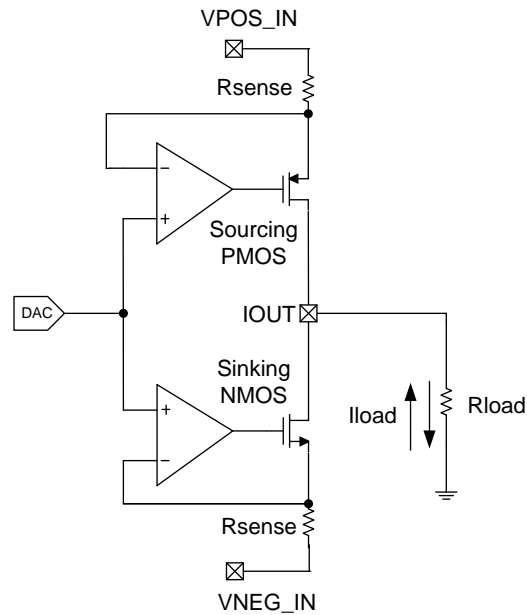 VPOS_IN
Rsense
−
+
Sourcing
PMOS
DAC
IOUT
Sinking
NMOS
+
−
Iload
Rload
Rsense
VNEG_IN